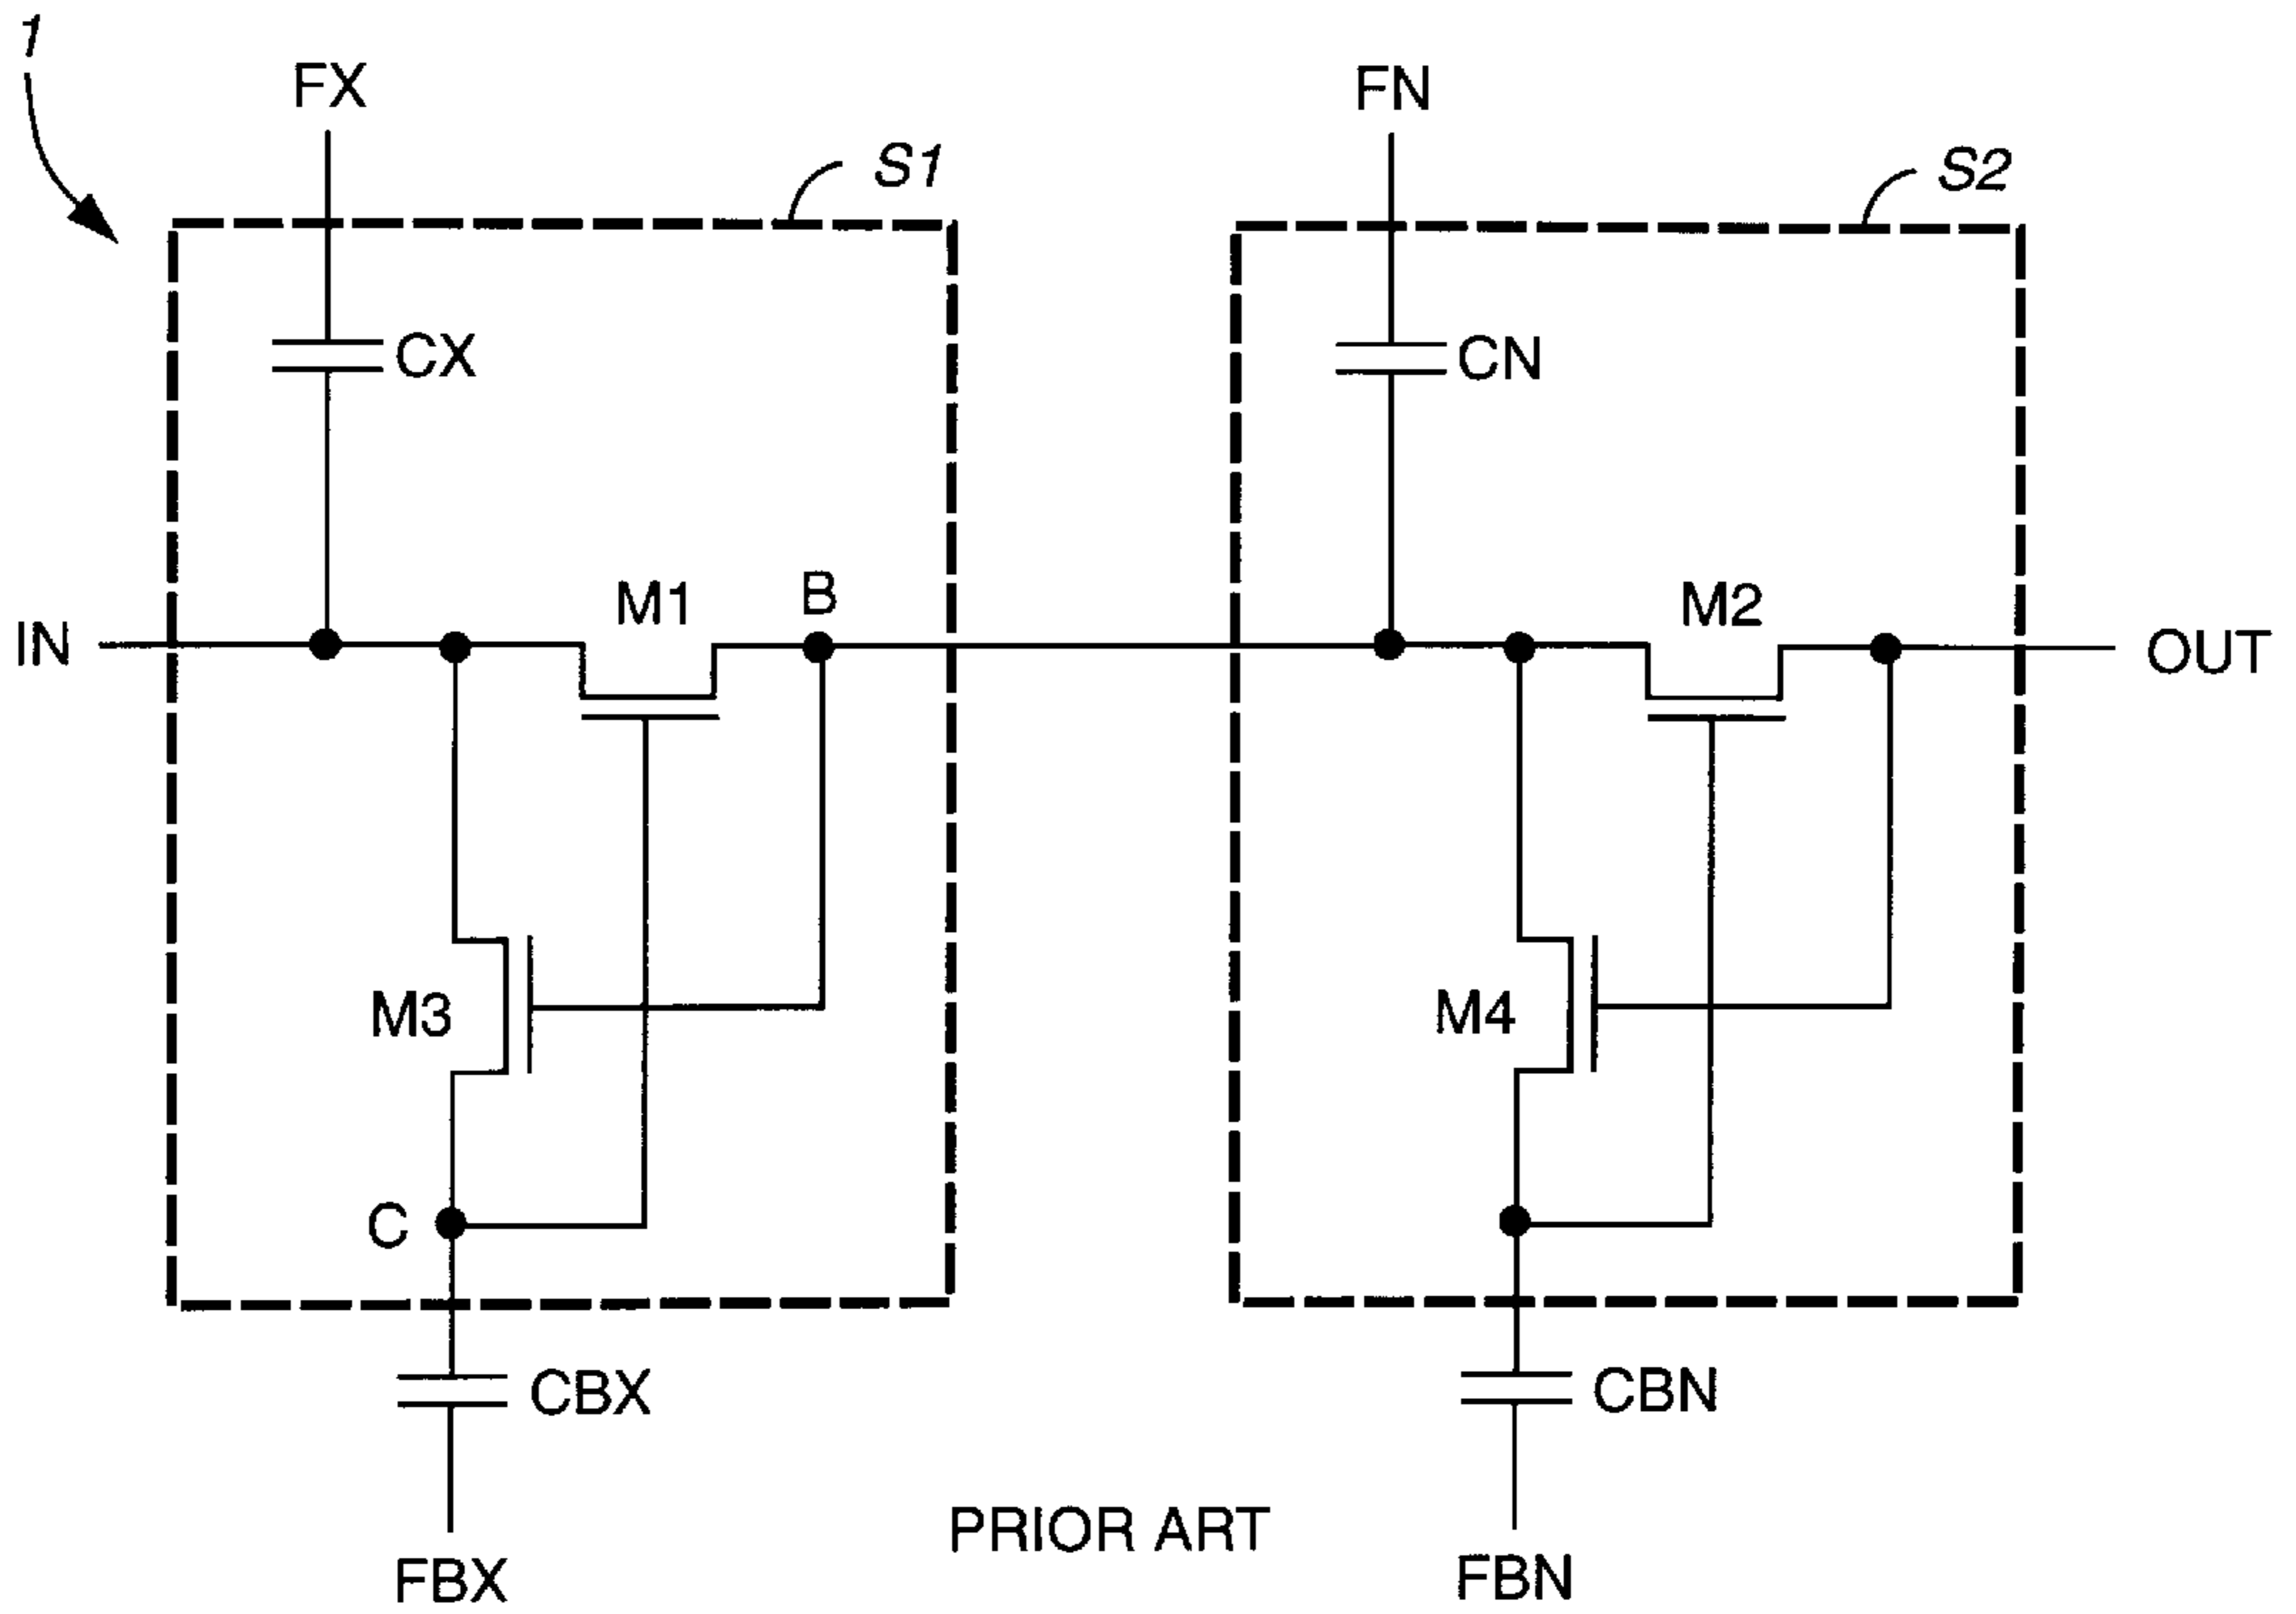 1
FX
FN
S1
S2
CX
CN
M1
B
M2
IN
OUT
M3
M4
C
CBX
CBN
PRIOR ART
FBX
FBN